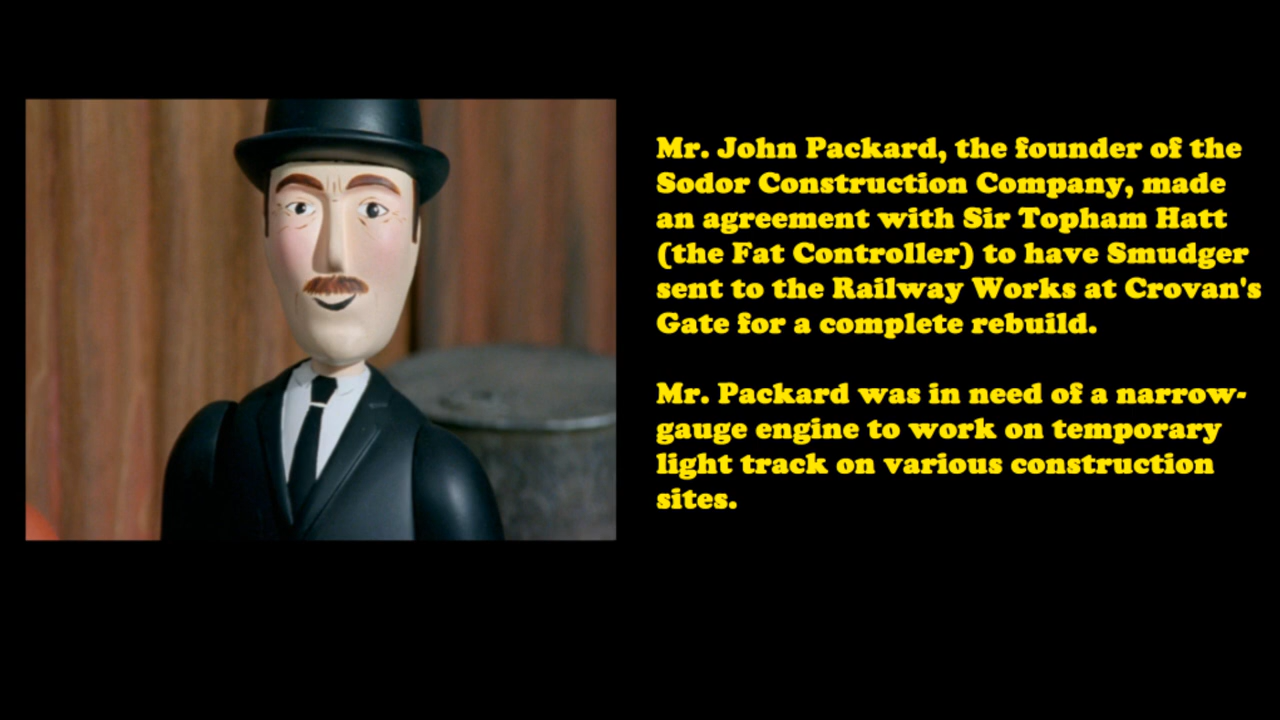 Mr. John Packard, the founder of the
Sodor Construction Company, made
an agreement with Sir Topham Hatt
(the Fat Controller) to have Smudger
sent to the Railway Works at Crovan's
Gate for a complete rebuild.
Mr. Packard was in need of a narrow-
gauge engine to work on temporary
light track on various construction
sites.